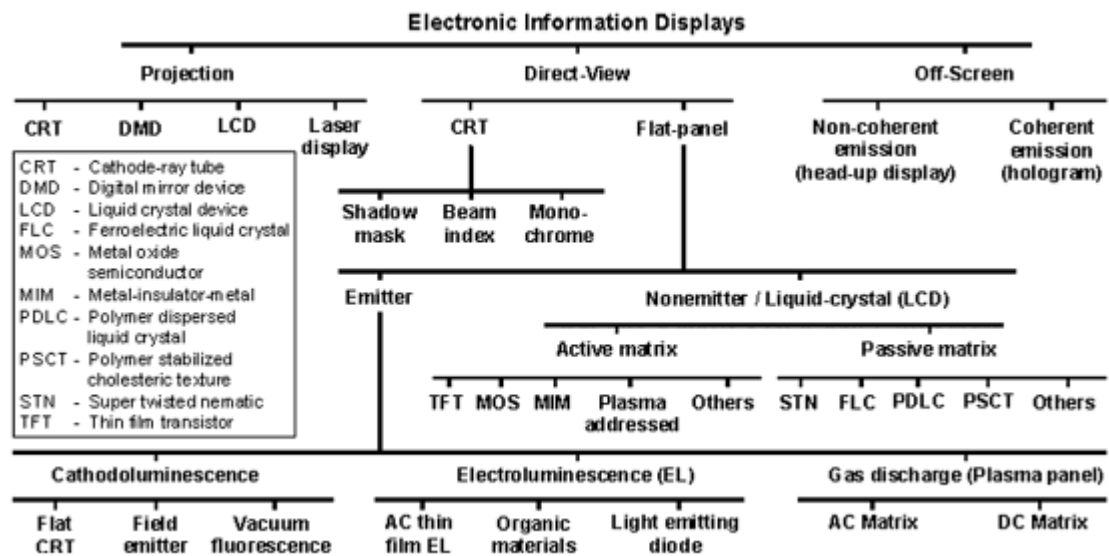 Electronic Information Displays
Projection Direct-View Off-Screen
CRT DMD LCD Laser display CRT Flat-panel Non-coherent emission (head-up display) Coherent emission (hologram)
CRT - Cathode-ray tube
DMD - Digital mirror device
LCD - Liquid crystal device
FLC - Ferroelectric liquid crystal
MOS - Metal oxide
semiconductor
MIM - Metal-insulator-metal
PDLC - Polymer dispersed
liquid crystal
PSCT - Polymer stabilized
cholesteric texture
STN - Super twisted nematic
TFT - Thin film transistor
Shadow mask Beam index Mono-chrome
Emitter Nonemitter / Liquid-crystal (LCD)
Active matrix Passive matrix
TFT MOS MIM Plasma addressed Others STN FLC PDLC PSCT Others
Cathodoluminescence Electroluminescence (EL) Gas discharge (Plasma panel)
Flat CRT Field emitter Vacuum fluorescence AC thin film EL Organic materials Light emitting diode AC Matrix DC Matrix